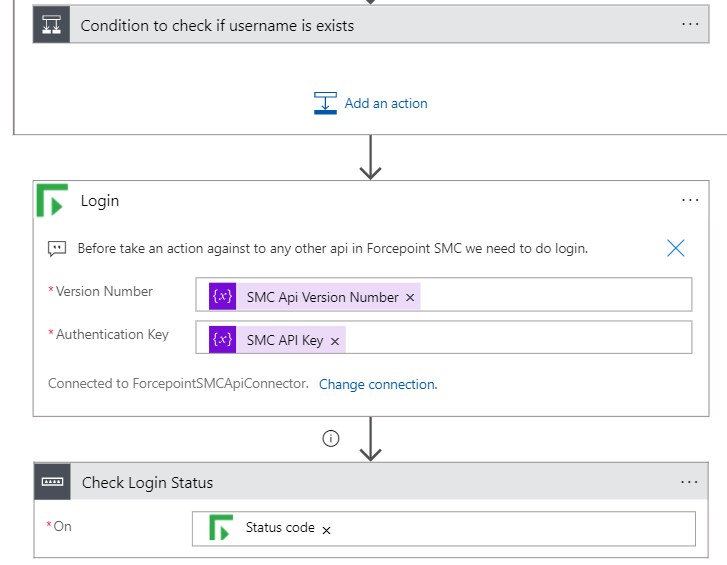 Condition to check if username is exists
...
Add an action
Login
...
Before take an action against to any other api in Forcepoint SMC we need to do login.
*Version Number
{x} SMC Api Version Number ×
*Authentication Key
{x} SMC API Key ×
Connected to ForcepointSMCApiConnector. Change connection.
Check Login Status
...
*On
Status code ×